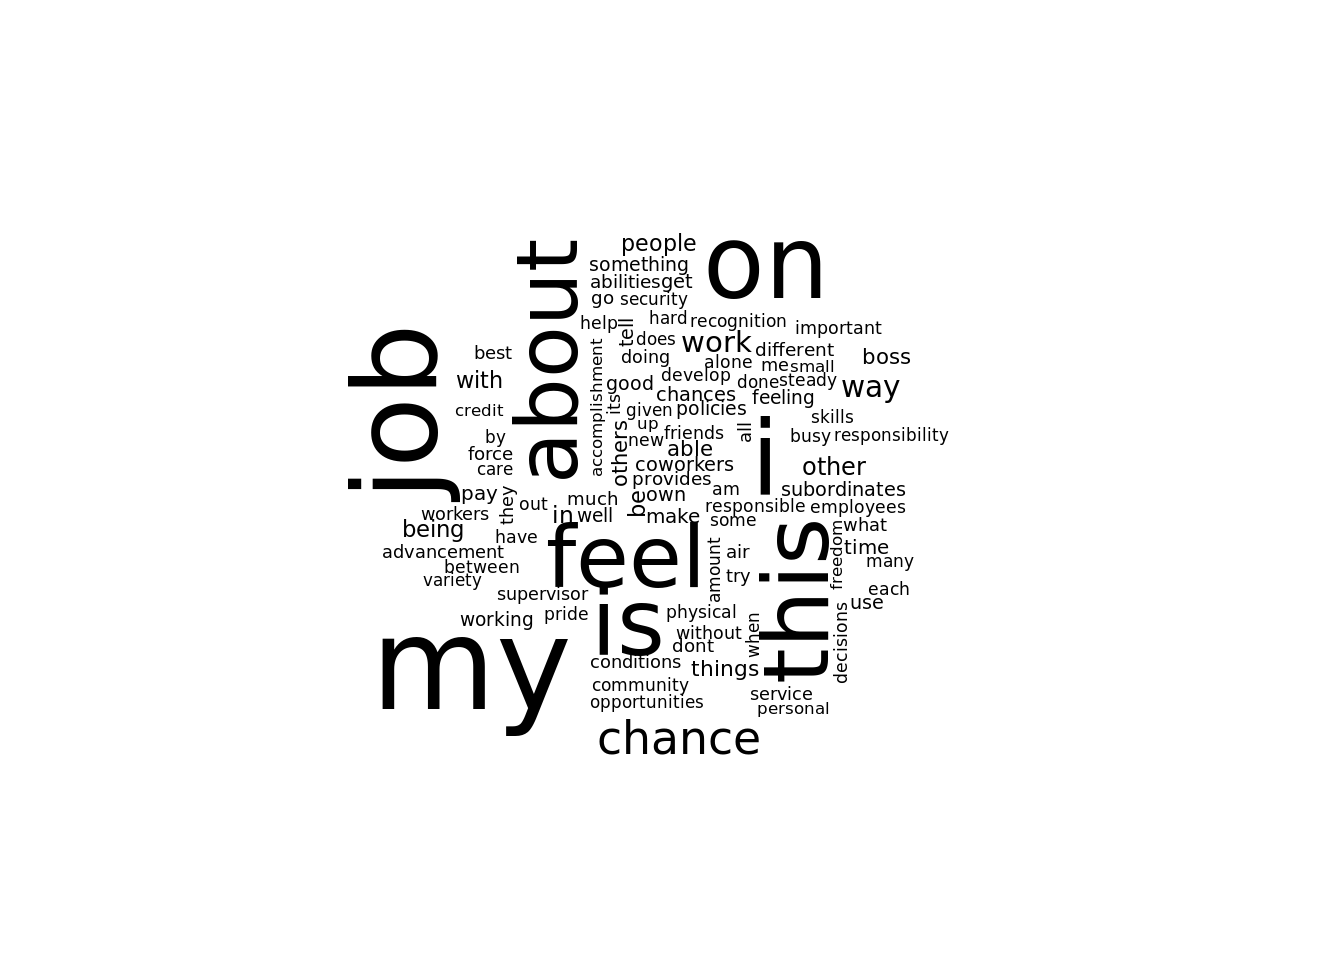 people
on
about
something
abilities
get
go
security
help
tell
hard
recognition
important
job
does
work
best
accomplishment
doing
alone
different
me
small
boss
with
good
develop
done
steady
way
its
chances
feeling
credit
given
policies
skills
i
by
others
up
new
friends
all
busy
responsibility
force
able
care
coworkers
other
provides
pay
they
be
own
am
subordinates
out
much
responsible
employees
workers
in
well
make
some
this
what
being
have
feel
freedom
time
advancement
between
amount
air
many
variety
try
each
supervisor
is
use
working
pride
physical
when
decisions
my
without
dont
conditions
things
community
service
opportunities
personal
chance